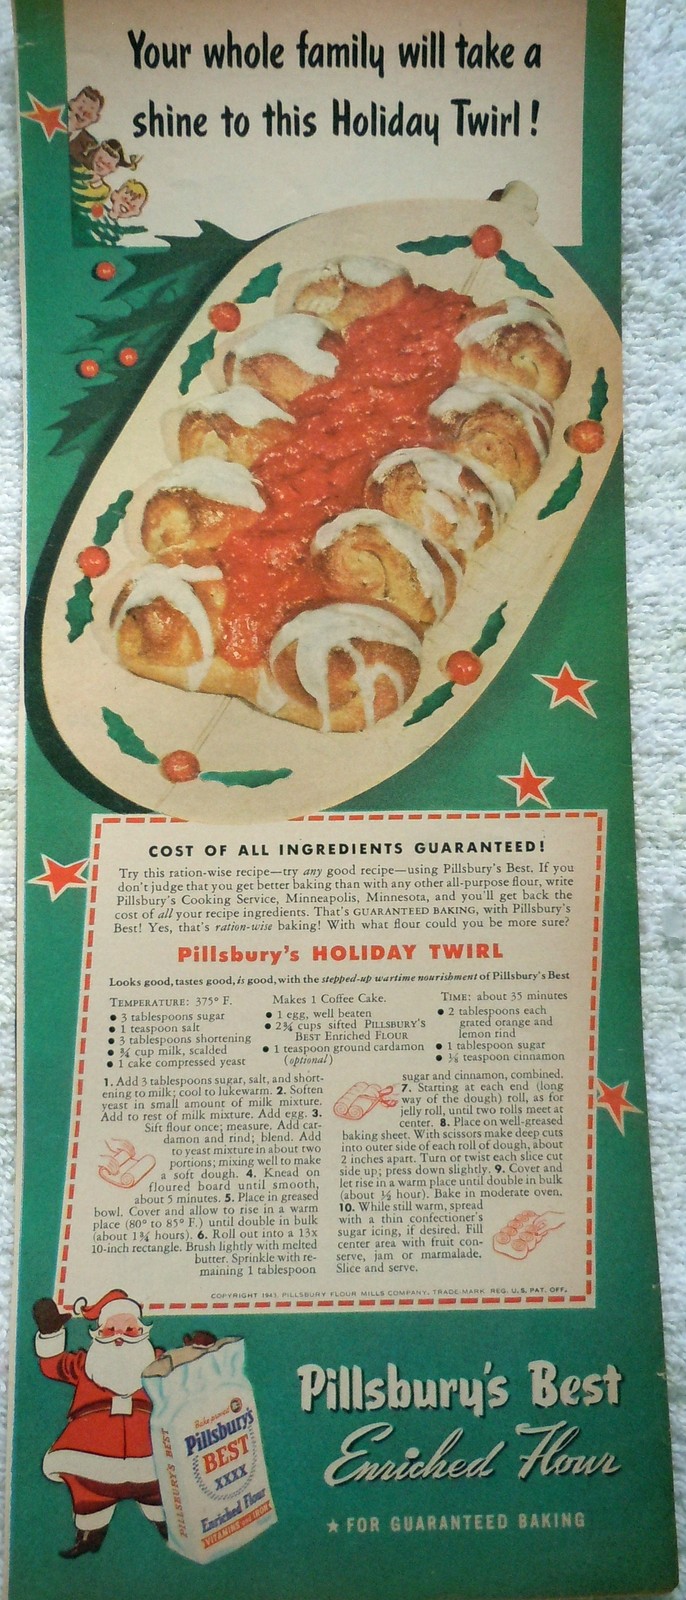 Your whole family will take a
shine to this Holiday Twirl!
COST OF ALL INGREDIENTS GUARANTEED!
Try this ration-wise recipe—try any good recipe—using Pillsbury's Best. If you
don't judge that you get better baking than with any other all-purpose flour, write
Pillsbury's Cooking Service, Minneapolis, Minnesota, and you'll get back the
cost of all your recipe ingredients. That's GUARANTEED BAKING, with Pillsbury's
Best! Yes, that's ration-wise baking! With what flour could you be more sure?
Pillsbury's HOLIDAY TWIRL
Looks good, tastes good, is good, with the stepped-up wartime nourishment of Pillsbury's Best
TEMPERATURE: 375° F.
• 3 tablespoons sugar
• 1 teaspoon salt
• 3 tablespoons shortening
• ¾ cup milk, scalded
• 1 cake compressed yeast
Makes 1 Coffee Cake.
• 1 egg, well beaten
• 2¾ cups sifted PILLSBURY'S
BEST Enriched FLOUR
• 1 teaspoon ground cardamon
(optional)
TIME: about 35 minutes
• 2 tablespoons each
grated orange and
lemon rind
• 1 tablespoon sugar
• ½ teaspoon cinnamon
1. Add 3 tablespoons sugar, salt, and short-
ening to milk; cool to lukewarm. 2. Soften
yeast in small amount of milk mixture.
Add to rest of milk mixture. Add egg. 3.
Sift flour once; measure. Add car-
damon and rind; blend. Add
to yeast mixture in about two
portions; mixing well to make
a soft dough. 4. Knead on
floured board until smooth,
about 5 minutes. 5. Place in greased
bowl. Cover and allow to rise in a warm
place (80° to 85° F.) until double in bulk
(about 1¾ hours). 6. Roll out into a 13x
10-inch rectangle. Brush lightly with melted
butter. Sprinkle with re-
maining 1 tablespoon
sugar and cinnamon, combined.
7. Starting at each end (long
way of the dough) roll, as for
jelly roll, until two rolls meet at
center. 8. Place on well-greased
baking sheet. With scissors make deep cuts
into outer side of each roll of dough, about
2 inches apart. Turn or twist each slice cut
side up; press down slightly. 9. Cover and
let rise in a warm place until double in bulk
(about ½ hour). Bake in moderate oven.
10. While still warm, spread
with a thin confectioner's
sugar icing, if desired. Fill
center area with fruit con-
serve, jam or marmalade.
Slice and serve.
COPYRIGHT 1943, PILLSBURY FLOUR MILLS COMPANY. TRADE-MARK REG. U.S. PAT. OFF.
PILLSBURY'S BEST
Bake-proved
Pillsbury's
BEST
XXXX
Enriched Flour
VITAMINS and IRON
Pillsbury's Best
Enriched Flour
★ FOR GUARANTEED BAKING